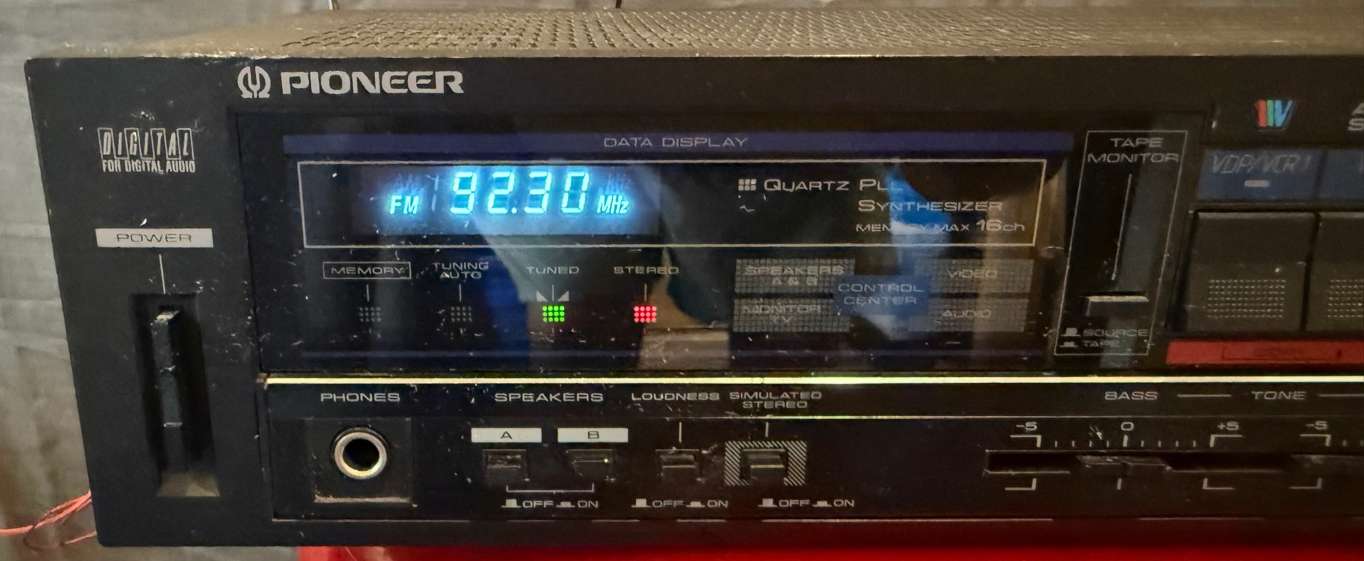 PIONEER
DIGITAL
FOR DIGITAL AUDIO
POWER
DATA DISPLAY
FM 92.30 MHz
QUARTZ PLL
SYNTHESIZER
MEMORY MAX 16ch
MEMORY
TUNING
AUTO
TUNED
STEREO
SPEAKERS
A & B
MONITOR
TV
CONTROL
CENTER
VIDEO
AUDIO
TAPE
MONITOR
SOURCE
TAPE
VDP/VCR 1
PHONES
SPEAKERS
A
B
OFF ON
LOUDNESS
OFF ON
SIMULATED
STEREO
OFF ON
BASS
TONE
-5 0 +5
-5